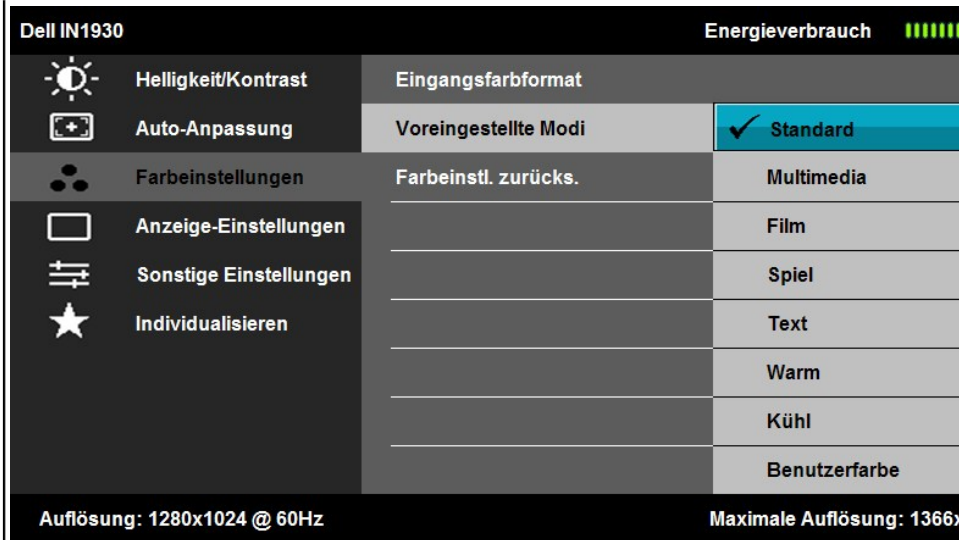 Dell IN1930 Energieverbrauch
Helligkeit/Kontrast Eingangsfarbformat
Auto-Anpassung Voreingestellte Modi Standard
Farbeinstellungen Farbeinstl. zurücks. Multimedia
Anzeige-Einstellungen Film
Sonstige Einstellungen Spiel
Individualisieren Text
Warm
Kühl
Benutzerfarbe
Auflösung: 1280x1024 @ 60Hz Maximale Auflösung: 1366x